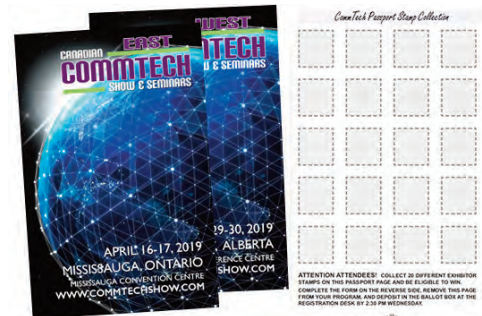 EAST
CANADIAN
COMMTECH
SHOW & SEMINARS
APRIL 16-17, 2019
MISSISSAUGA, ONTARIO
MISSISSAUGA CONVENTION CENTRE
WWW.COMMTECHSHOW.COM
WEST
TECH
& SEMINARS
29-30, 2019
, ALBERTA
ERENCE CENTRE
SHOW.COM
CommTech Passport Stamp Collection
ATTENTION ATTENDEES! COLLECT 20 DIFFERENT EXHIBITOR
STAMPS ON THIS PASSPORT PAGE AND BE ELIGIBLE TO WIN.
COMPLETE THE FORM ON THE REVERSE SIDE, REMOVE THIS PAGE
FROM YOUR PROGRAM, AND DEPOSIT IN THE BALLOT BOX AT THE
REGISTRATION DESK BY 2:30 PM WEDNESDAY.